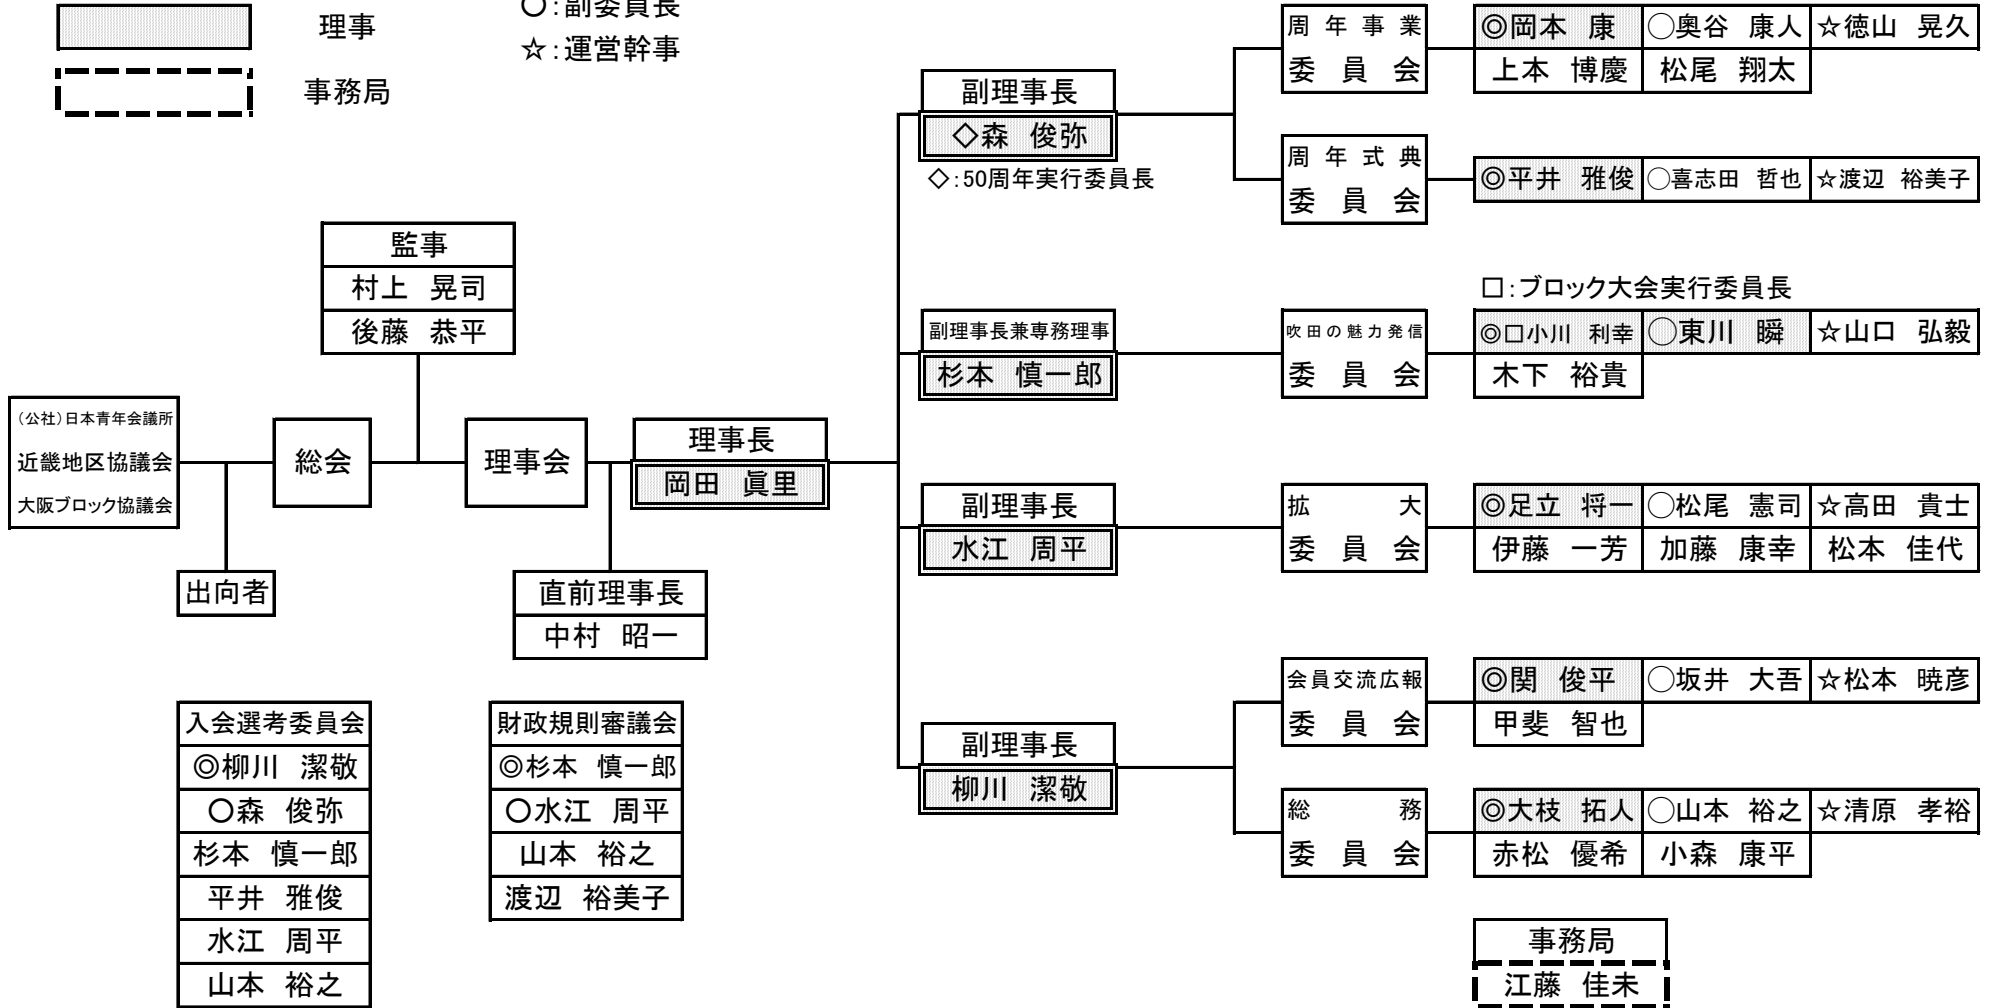 〇：副委員長
理事
☆：運営幹事
事務局
監事
村上 晃司
後藤 恭平
（公社）日本青年会議所
近畿地区協議会
大阪ブロック協議会
総会
理事会
理事長
岡田 眞里
出向者
直前理事長
中村 昭一
入会選考委員会
◎柳川 潔敬
〇森 俊弥
杉本 慎一郎
平井 雅俊
水江 周平
山本 裕之
財政規則審議会
◎杉本 慎一郎
〇水江 周平
山本 裕之
渡辺 裕美子
副理事長
◇森 俊弥
◇：50周年実行委員長
周年事業
委員会
◎岡本 康 〇奥谷 康人 ☆徳山 晃久
上本 博慶 松尾 翔太
周年式典
委員会
◎平井 雅俊 〇喜志田 哲也 ☆渡辺 裕美子
副理事長兼専務理事
杉本 慎一郎
吹田の魅力発信
委員会
□：ブロック大会実行委員長
◎□小川 利幸 〇東川 瞬 ☆山口 弘毅
木下 裕貴
副理事長
水江 周平
拡大
委員会
◎足立 将一 〇松尾 憲司 ☆高田 貴士
伊藤 一芳 加藤 康幸 松本 佳代
副理事長
柳川 潔敬
会員交流広報
委員会
◎関 俊平 〇坂井 大吾 ☆松本 暁彦
甲斐 智也
総務
委員会
◎大枝 拓人 〇山本 裕之 ☆清原 孝裕
赤松 優希 小森 康平
事務局
江藤 佳未